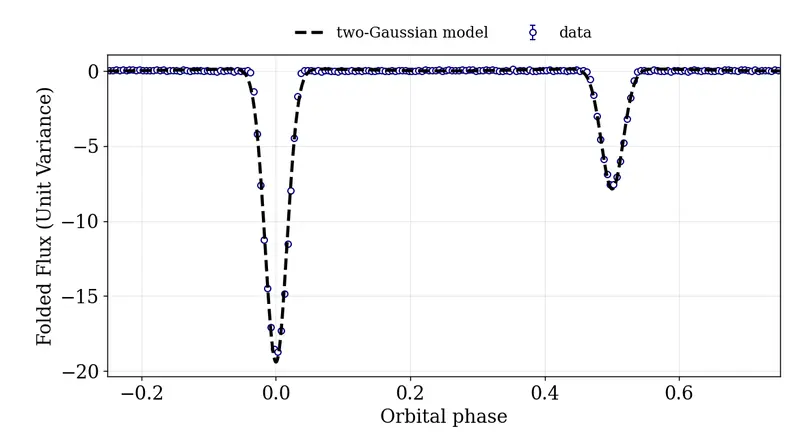 two-Gaussian model data
0
−5
−10
−15
−20
Folded Flux (Unit Variance)
−0.2 0.0 0.2 0.4 0.6
Orbital phase